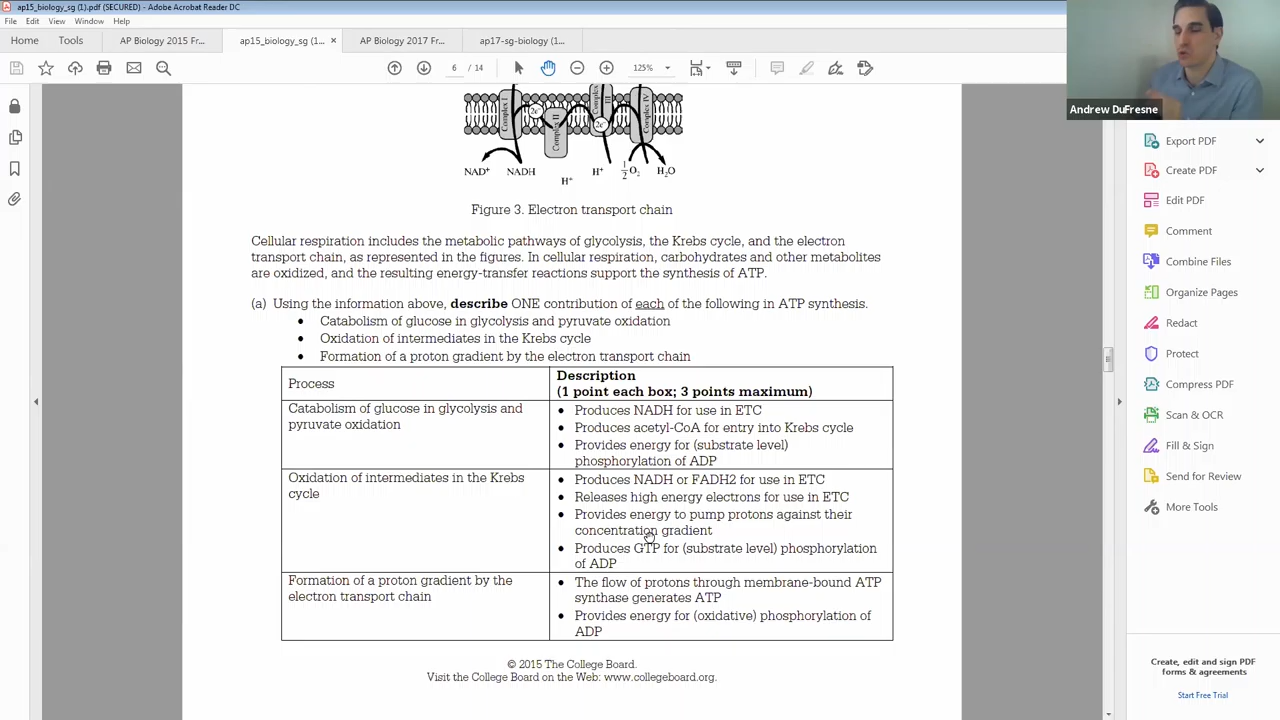 ap15_biology_sg (1).pdf (SECURED) - Adobe Acrobat Reader DC
File Edit View Window Help
Home Tools AP Biology 2015 Fr... ap15_biology_sg (1... × AP Biology 2017 Fr... ap17-sg-biology (1...
6 / 14 125%
Andrew DuFresne
Complex I 2e⁻ Complex II Complex III 2e⁻ Complex IV
NAD⁺ NADH H⁺ H⁺ 1/2 O₂ H₂O
Figure 3. Electron transport chain
Cellular respiration includes the metabolic pathways of glycolysis, the Krebs cycle, and the electron
transport chain, as represented in the figures. In cellular respiration, carbohydrates and other metabolites
are oxidized, and the resulting energy-transfer reactions support the synthesis of ATP.
(a) Using the information above, describe ONE contribution of each of the following in ATP synthesis.
• Catabolism of glucose in glycolysis and pyruvate oxidation
• Oxidation of intermediates in the Krebs cycle
• Formation of a proton gradient by the electron transport chain
Process
Description
(1 point each box; 3 points maximum)
Catabolism of glucose in glycolysis and
pyruvate oxidation
• Produces NADH for use in ETC
• Produces acetyl-CoA for entry into Krebs cycle
• Provides energy for (substrate level)
phosphorylation of ADP
Oxidation of intermediates in the Krebs
cycle
• Produces NADH or FADH2 for use in ETC
• Releases high energy electrons for use in ETC
• Provides energy to pump protons against their
concentration gradient
• Produces GTP for (substrate level) phosphorylation
of ADP
Formation of a proton gradient by the
electron transport chain
• The flow of protons through membrane-bound ATP
synthase generates ATP
• Provides energy for (oxidative) phosphorylation of
ADP
© 2015 The College Board.
Visit the College Board on the Web: www.collegeboard.org.
Export PDF
Create PDF
Edit PDF
Comment
Combine Files
Organize Pages
Redact
Protect
Compress PDF
Scan & OCR
Fill & Sign
Send for Review
More Tools
Create, edit and sign PDF
forms & agreements
Start Free Trial